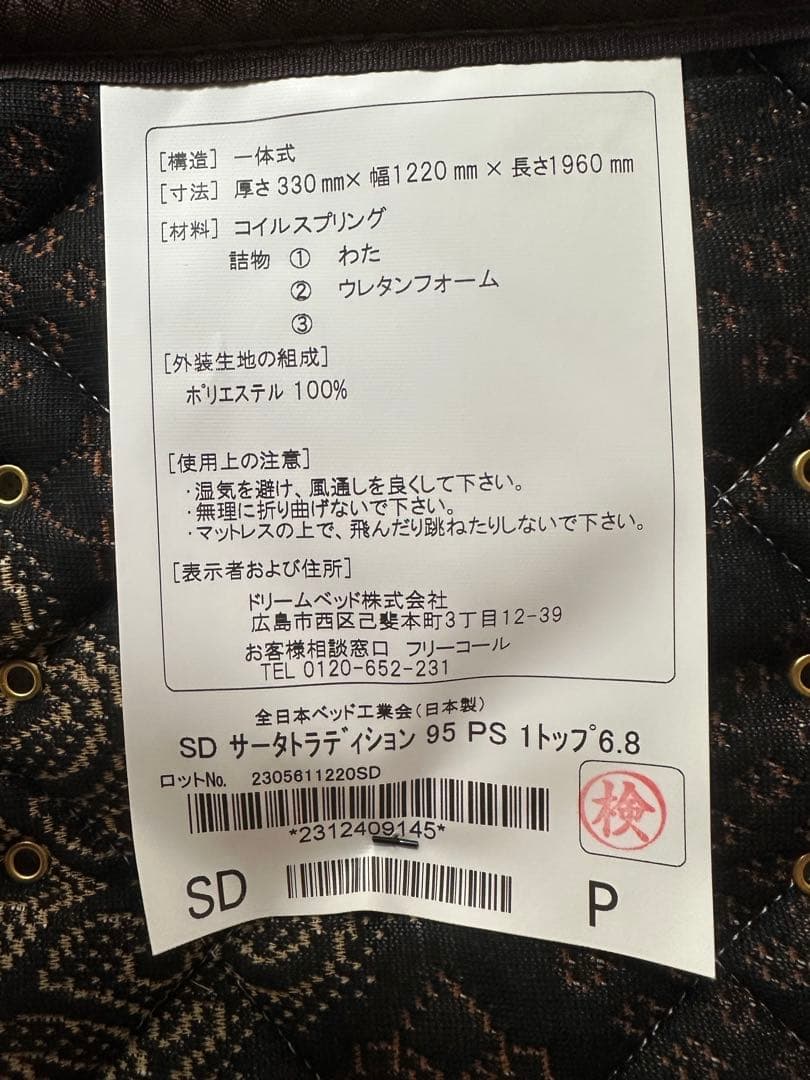 [構造] 一体式
[寸法] 厚さ330㎜×幅1220㎜×長さ1960㎜
[材料] コイルスプリング
詰物 ① わた
② ウレタンフォーム
③
[外装生地の組成]
ポリエステル 100%
[使用上の注意]
・湿気を避け、風通しを良くして下さい。
・無理に折り曲げないで下さい。
・マットレスの上で、飛んだり跳ねたりしないで下さい。
[表示者および住所]
ドリームベッド株式会社
広島市西区己斐本町3丁目12-39
お客様相談窓口 フリーコール
TEL 0120-652-231
全日本ベッド工業会(日本製)
SD サータトラディション 95 PS 1トップ6.8
ロットNo. 2305611220SD
*2312409145*
検
SD
P